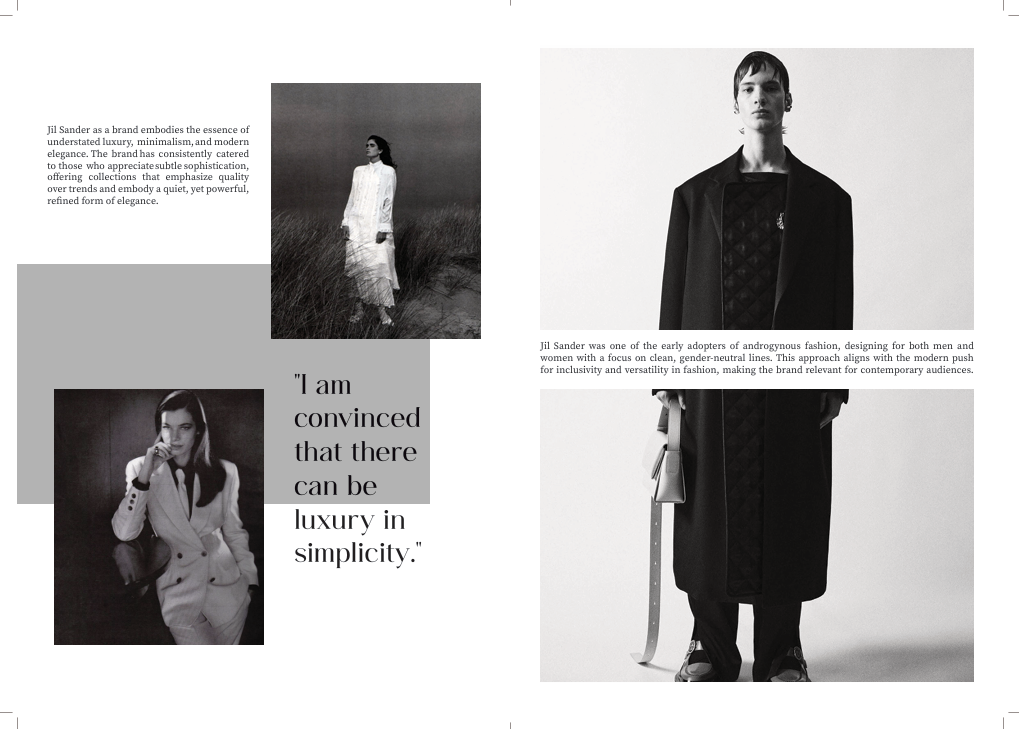 Jil Sander as a brand embodies the essence of
understated luxury, minimalism, and modern
elegance. The brand has consistently catered
to those who appreciate subtle sophistication,
offering collections that emphasize quality
over trends and embody a quiet, yet powerful,
refined form of elegance.
"I am
convinced
that there
can be
luxury in
simplicity."
Jil Sander was one of the early adopters of androgynous fashion, designing for both men and
women with a focus on clean, gender-neutral lines. This approach aligns with the modern push
for inclusivity and versatility in fashion, making the brand relevant for contemporary audiences.